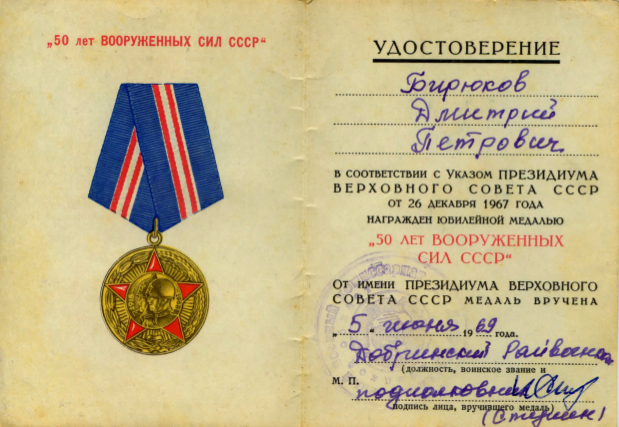 „50 лет ВООРУЖЕННЫХ СИЛ СССР“
УДОСТОВЕРЕНИЕ
Бирюков
Дмитрий
Петрович
В СООТВЕТСТВИИ С УКАЗОМ ПРЕЗИДИУМА
ВЕРХОВНОГО СОВЕТА СССР
ОТ 26 ДЕКАБРЯ 1967 ГОДА
НАГРАЖДЕН ЮБИЛЕЙНОЙ МЕДАЛЬЮ
„50 ЛЕТ ВООРУЖЕННЫХ
СИЛ СССР“
ОТ ИМЕНИ ПРЕЗИДИУМА ВЕРХОВНОГО
СОВЕТА СССР МЕДАЛЬ ВРУЧЕНА
„5“ июня 1969 года.
Добринский Райвоенком
(должность, воинское звание и
М. П. подполковник
подпись лица, вручившего медаль)